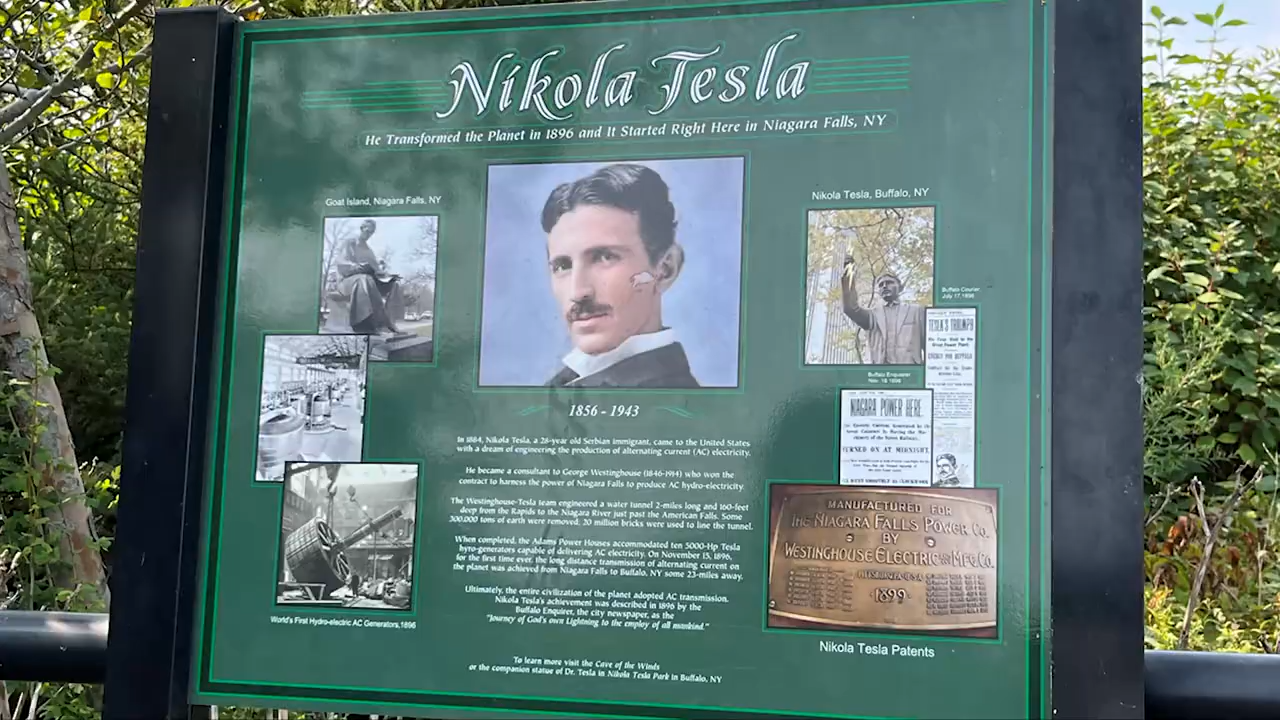 Nikola Tesla
He Transformed the Planet in 1896 and It Started Right Here in Niagara Falls, NY
Goat Island, Niagara Falls, NY
World's First Hydro-electric AC Generators, 1896
1856 - 1943
In 1884, Nikola Tesla, a 28-year old Serbian immigrant, came to the United States
with a dream of engineering the production of alternating current (AC) electricity.
He became a consultant to George Westinghouse (1846-1914) who won the
contract to harness the power of Niagara Falls to produce AC hydro-electricity.
The Westinghouse-Tesla team engineered a water tunnel 2-miles long and 160-feet
deep from the Rapids to the Niagara River just past the American Falls. Some
300,000 tons of earth were removed, 20 million bricks were used to line the tunnel.
When completed, the Adams Power Houses accommodated ten 5000-Hp Tesla
hyro-generators capable of delivering AC electricity. On November 15, 1896,
for the first time ever, the long distance transmission of alternating current on
the planet was achieved from Niagara Falls to Buffalo, NY some 23-miles away.
Ultimately, the entire civilization of the planet adopted AC transmission.
Nikola Tesla's achievement was described in 1896 by the
Buffalo Enquirer, the city newspaper, as the
"Journey of God's own Lightning to the employ of all mankind."
To learn more visit the Cave of the Winds
or the companion statue of Dr. Tesla in Nikola Tesla Park in Buffalo, NY
Nikola Tesla, Buffalo, NY
Buffalo Courier
July 17, 1896
TESLA'S TRIUMPH
Buffalo Enquirer
Nov. 16 1896
NIAGARA POWER HERE.
TURNED ON AT MIDNIGHT.
MANUFACTURED FOR
THE NIAGARA FALLS POWER CO.
BY
WESTINGHOUSE ELECTRIC AND MFG. CO.
PITTSBURG, PA. U.S.A.
1899
Nikola Tesla Patents